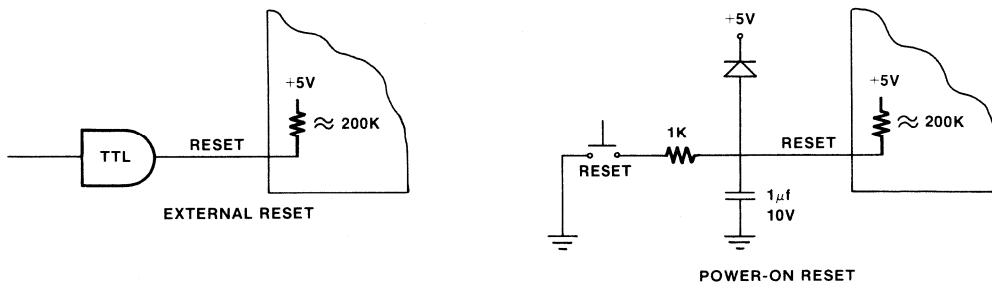 +5V
≈ 200K
TTL
RESET
EXTERNAL RESET
+5V
+5V
≈ 200K
1K
RESET
RESET
1µf
10V
POWER-ON RESET